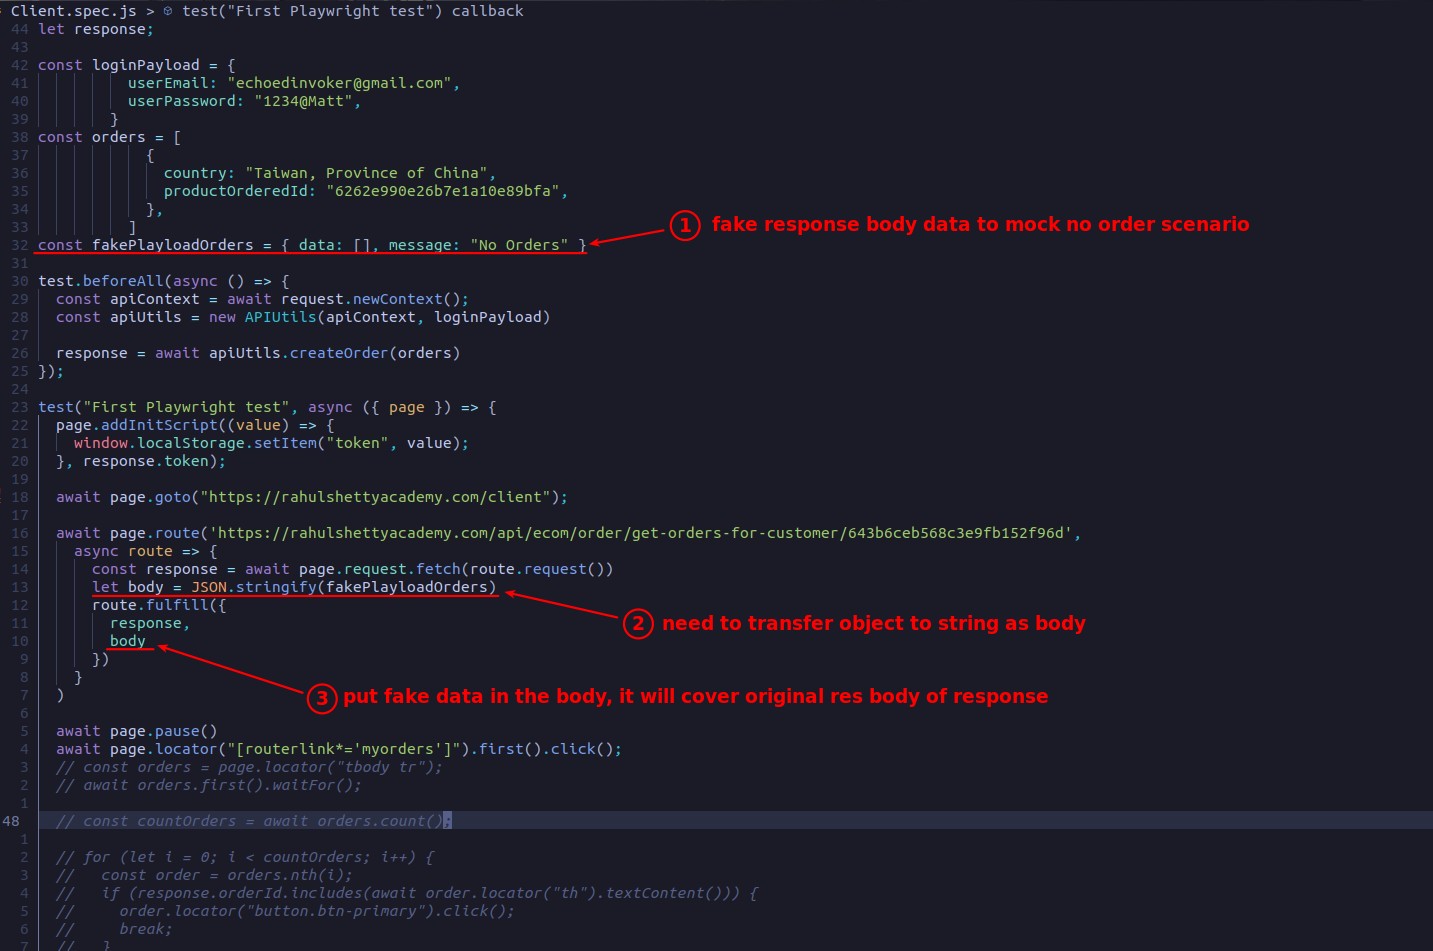 Client.spec.js > test("First Playwright test") callback
44 let response;
43
42 const loginPayload = {
41 userEmail: "echoedinvoker@gmail.com",
40 userPassword: "1234@Matt",
39 }
38 const orders = [
37 {
36 country: "Taiwan, Province of China",
35 productOrderedId: "6262e990e26b7e1a10e89bfa",
34 },
33 ]
1 fake response body data to mock no order scenario
32 const fakePlayloadOrders = { data: [], message: "No Orders" }
31
30 test.beforeAll(async () => {
29 const apiContext = await request.newContext();
28 const apiUtils = new APIUtils(apiContext, loginPayload)
27
26 response = await apiUtils.createOrder(orders)
25 });
24
23 test("First Playwright test", async ({ page }) => {
22 page.addInitScript((value) => {
21 window.localStorage.setItem("token", value);
20 }, response.token);
19
18 await page.goto("https://rahulshettyacademy.com/client");
17
16 await page.route('https://rahulshettyacademy.com/api/ecom/order/get-orders-for-customer/643b6ceb568c3e9fb152f96d',
15 async route => {
14 const response = await page.request.fetch(route.request())
13 let body = JSON.stringify(fakePlayloadOrders)
12 route.fulfill({
11 response,
2 need to transfer object to string as body
10 body
9 })
8 }
7 )
3 put fake data in the body, it will cover original res body of response
6
5 await page.pause()
4 await page.locator("[routerlink*='myorders']").first().click();
3 // const orders = page.locator("tbody tr");
2 // await orders.first().waitFor();
1
48 // const countOrders = await orders.count();
1
2 // for (let i = 0; i < countOrders; i++) {
3 // const order = orders.nth(i);
4 // if (response.orderId.includes(await order.locator("th").textContent())) {
5 // order.locator("button.btn-primary").click();
6 // break;
7 // }